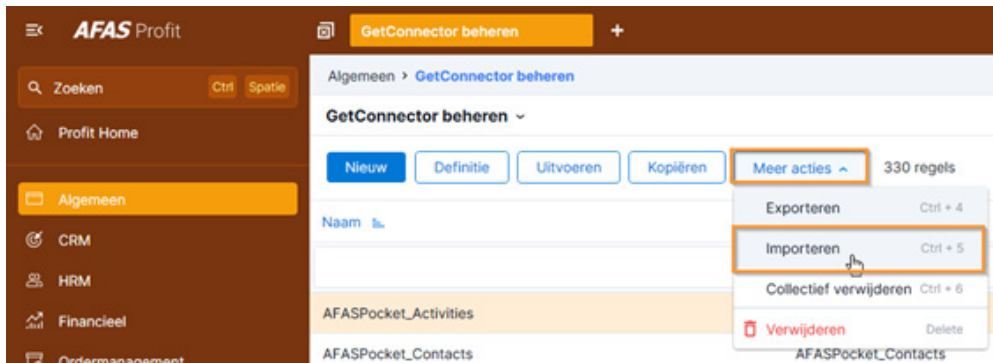 AFAS Profit
GetConnector beheren
+
Zoeken Ctrl Spatie
Profit Home
Algemeen
CRM
HRM
Financieel
Ordermanagement
Algemeen > GetConnector beheren
GetConnector beheren
Nieuw Definitie Uitvoeren Kopiëren Meer acties 330 regels
Exporteren Ctrl + 4
Importeren Ctrl + 5
Collectief verwijderen Ctrl + 6
Verwijderen Delete
Naam
AFASPocket_Activities
AFASPocket_Contacts AFASPocket_Contacts